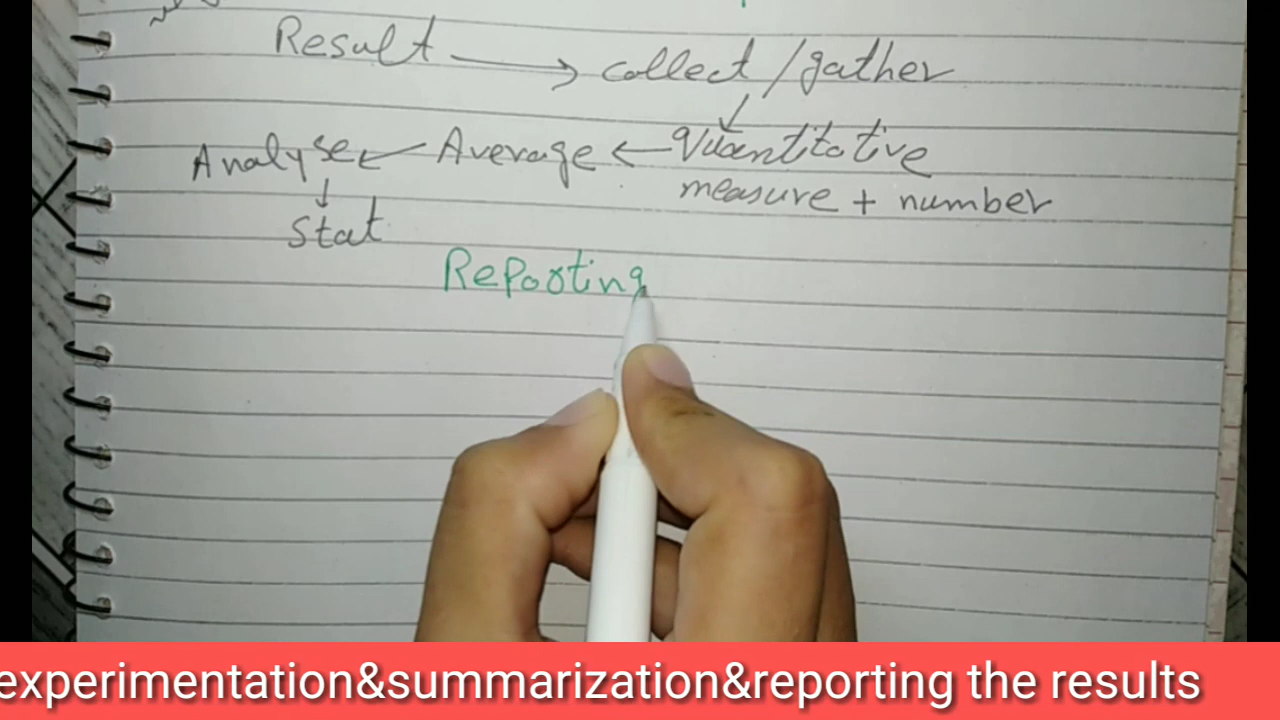 Result → collect / gather
↓
Analyse ← Average ← Quantitative
measure + number
↓
Stat
Reporting
experimentation&summarization&reporting the results